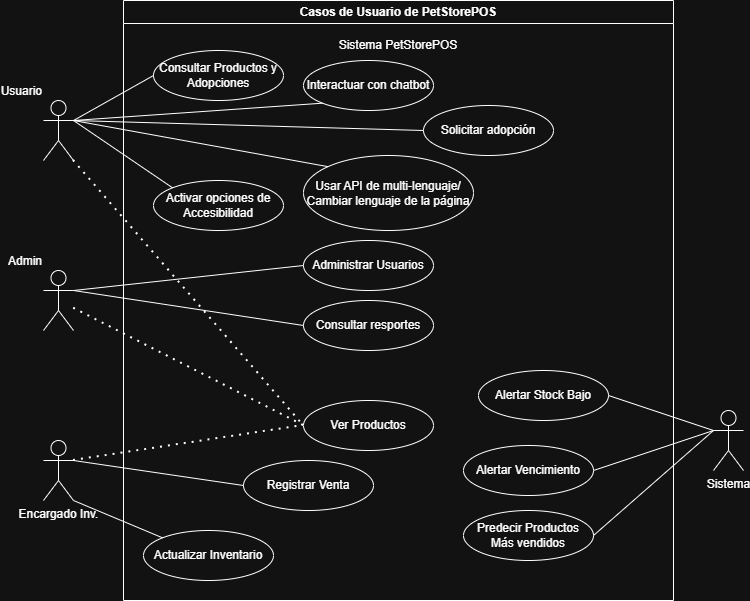 Casos de Usuario de PetStorePOS
Sistema PetStorePOS
Usuario
Consultar Productos y
Adopciones
Interactuar con chatbot
Solicitar adopción
Usar API de multi-lenguaje/
Cambiar lenguaje de la página
Activar opciones de
Accesibilidad
Admin
Administrar Usuarios
Consultar resportes
Ver Productos
Alertar Stock Bajo
Alertar Vencimiento
Registrar Venta
Sistema
Encargado Inv.
Predecir Productos
Más vendidos
Actualizar Inventario